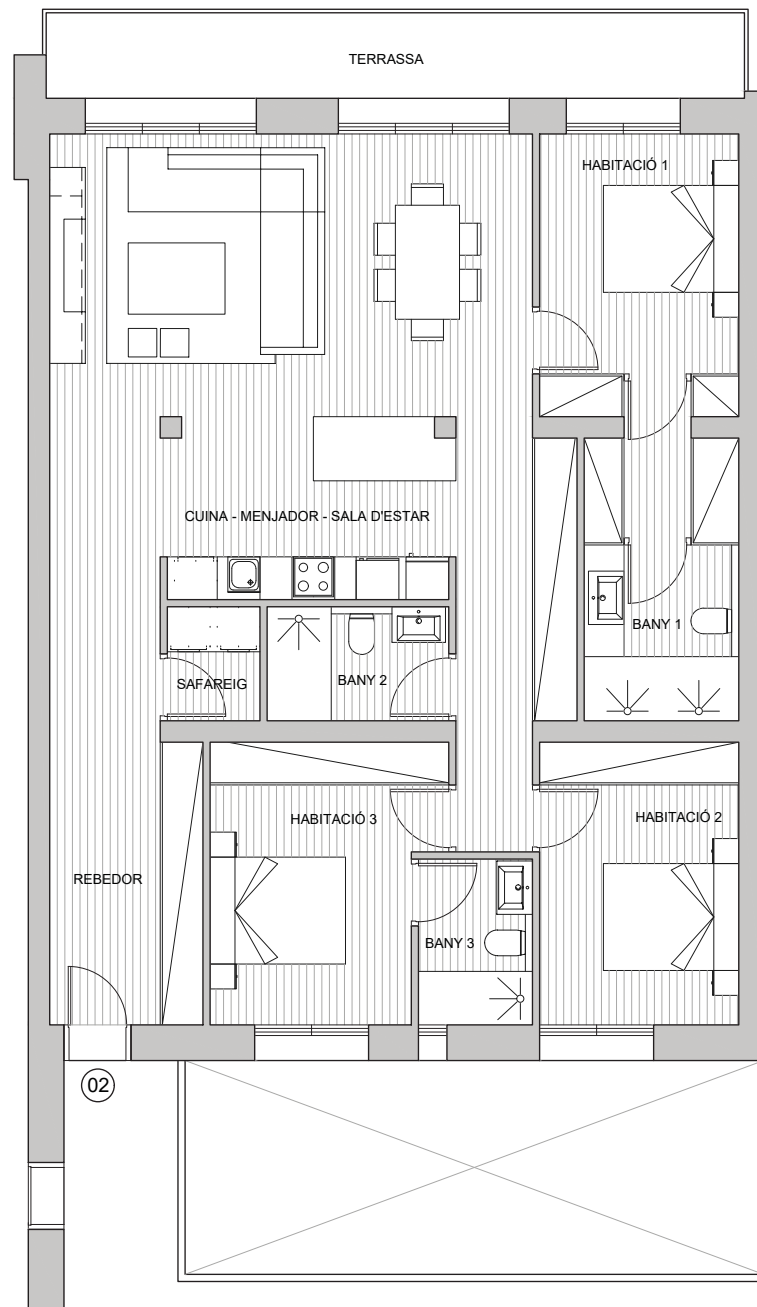 TERRASSA
HABITACIÓ 1
CUINA - MENJADOR - SALA D'ESTAR
BANY 1
SAFAREIG
BANY 2
HABITACIÓ 3
HABITACIÓ 2
REBEDOR
BANY 3
02